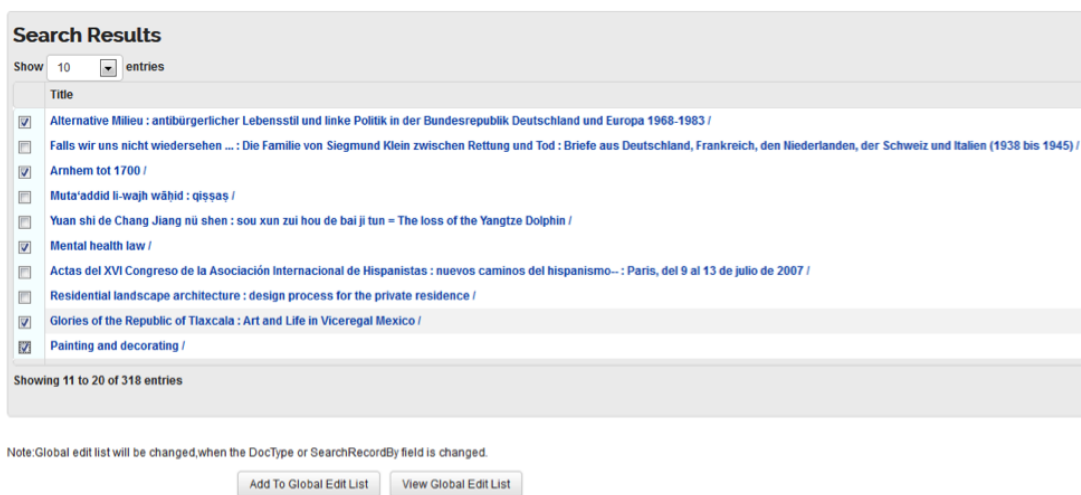 Search Results
Show 10 entries
Title
Alternative Milieu : antibürgerlicher Lebensstil und linke Politik in der Bundesrepublik Deutschland und Europa 1968-1983 /
Falls wir uns nicht wiedersehen ... : Die Familie von Siegmund Klein zwischen Rettung und Tod : Briefe aus Deutschland, Frankreich, den Niederlanden, der Schweiz und Italien (1938 bis 1945) /
Arnhem tot 1700 /
Mutaʻaddid li-wajh wāḥid : qiṣṣaṣ /
Yuan shi de Chang Jiang nü shen : sou xun zui hou de bai ji tun = The loss of the Yangtze Dolphin /
Mental health law /
Actas del XVI Congreso de la Asociación Internacional de Hispanistas : nuevos caminos del hispanismo-- : Paris, del 9 al 13 de julio de 2007 /
Residential landscape architecture : design process for the private residence /
Glories of the Republic of Tlaxcala : Art and Life in Viceregal Mexico /
Painting and decorating /
Showing 11 to 20 of 318 entries
Note:Global edit list will be changed,when the DocType or SearchRecordBy field is changed.
Add To Global Edit List View Global Edit List